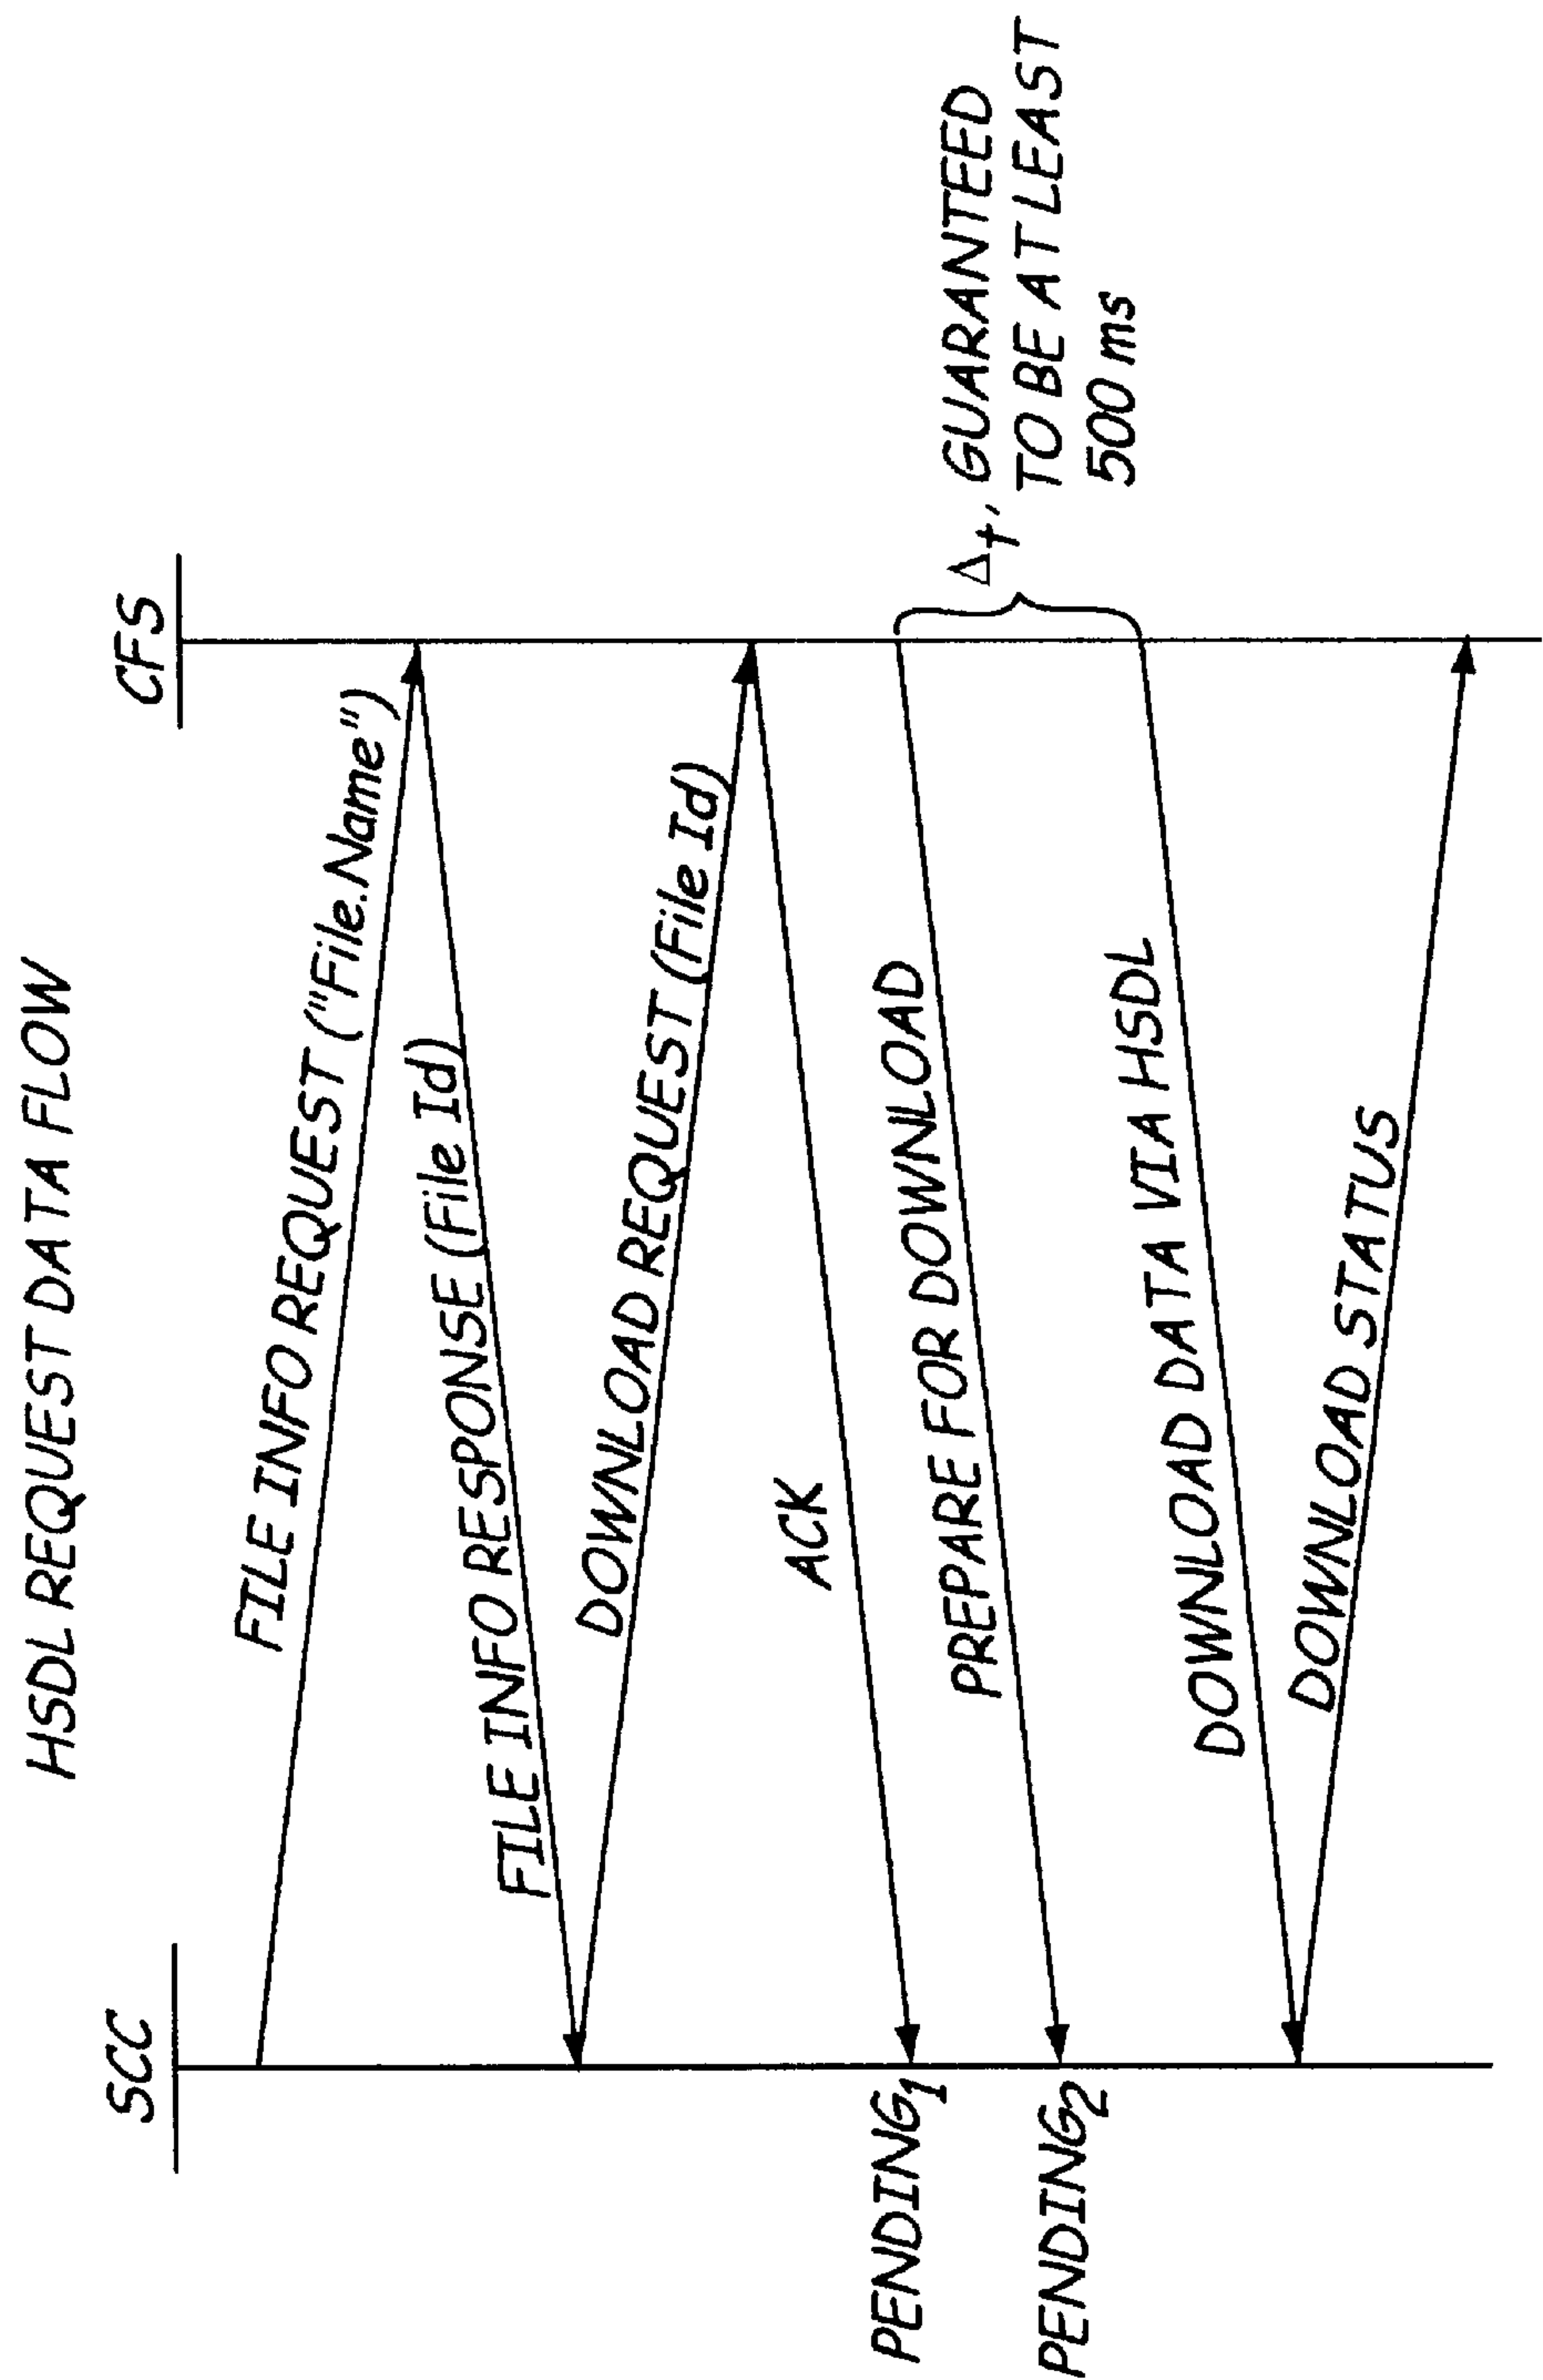 HSDL REQUEST DATA FLOW
SCC
CFS
FILE INFO REQUEST ("File.Name")
FILE INFO RESPONSE (File Id)
DOWNLOAD REQUEST (File Id)
ACK
PENDING1
PREPARE FOR DOWNLOAD
PENDING2
Δt' GUARANTEED
TO BE AT LEAST
500 ms
DOWNLOAD DATA VIA HSDL
DOWNLOAD STATUS